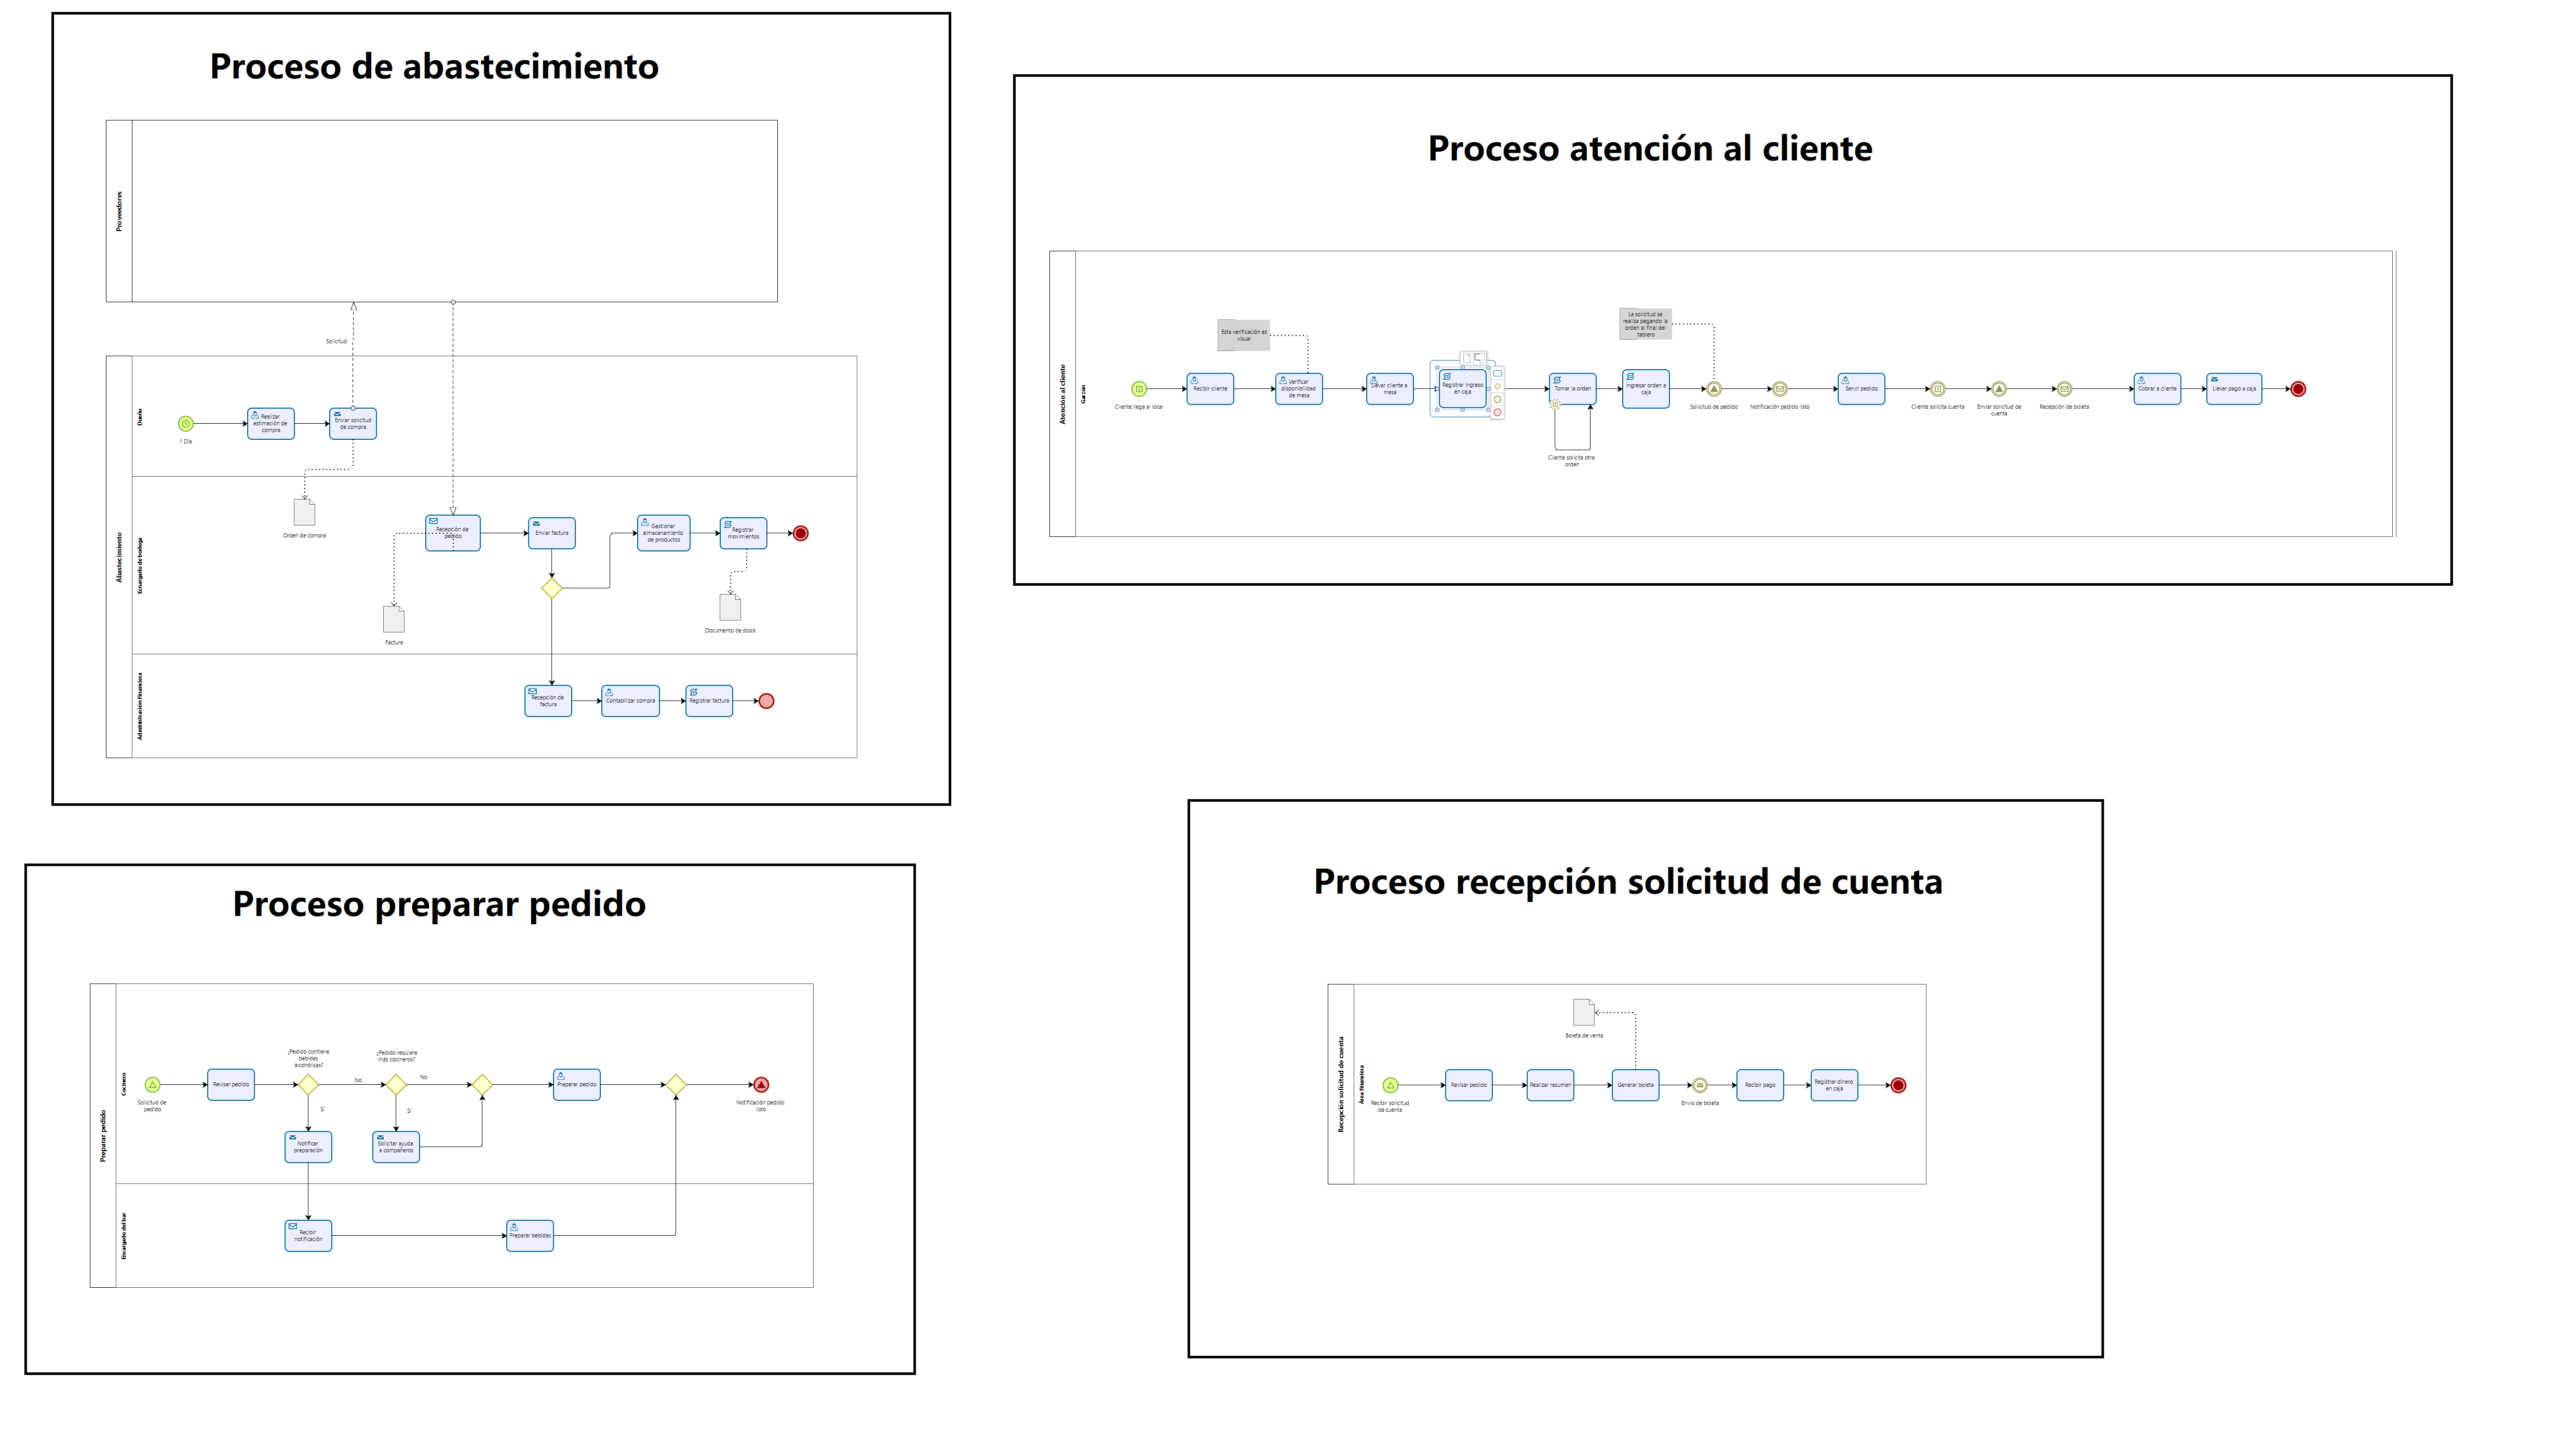 Proceso de abastecimiento
Proveedores
Solicitud
Abastecimiento
Dueño
1 Día
Realizar
estimación de
compra
Enviar solicitud
de compra
Orden de compra
Encargado de bodega
Recepción de
pedido
Enviar factura
Gestionar
almacenamiento
de productos
Registrar
movimientos
Factura
Documento de stock
Administración Financiera
Recepción de
factura
Contabilizar compra
Registrar factura
Proceso atención al cliente
Atención al cliente
Garzón
Cliente llega al local
Recibir cliente
Esta verificación es
visual
Verificar
disponibilidad
de mesa
Llevar cliente a
mesa
Registrar ingreso
en caja
Tomar la orden
Cliente solicita otra
orden
Ingresar orden a
caja
La solicitud se
realiza pegando la
orden al final del
tablero
Solicitud de pedido
Notificación pedido listo
Servir pedido
Cliente solicita cuenta
Enviar solicitud de
cuenta
Recepción de boleta
Cobrar a cliente
Llevar pago a caja
Proceso preparar pedido
Preparar pedido
Cocinero
Solicitud de
pedido
Revisar pedido
¿Pedido contiene
bebidas
alcohólicas?
No
Sí
¿Pedido requiere
más cocineros?
No
Sí
Notificar
preparación
Solicitar ayuda
a compañeros
Preparar pedido
Notificación pedido
listo
Encargado del bar
Recibir
notificación
Preparar bebidas
Proceso recepción solicitud de cuenta
Recepción solicitud de cuenta
Área financiera
Recibir solicitud
de cuenta
Revisar pedido
Realizar resumen
Generar boleta
Boleta de venta
Envio de boleta
Recibir pago
Registrar dinero
en caja